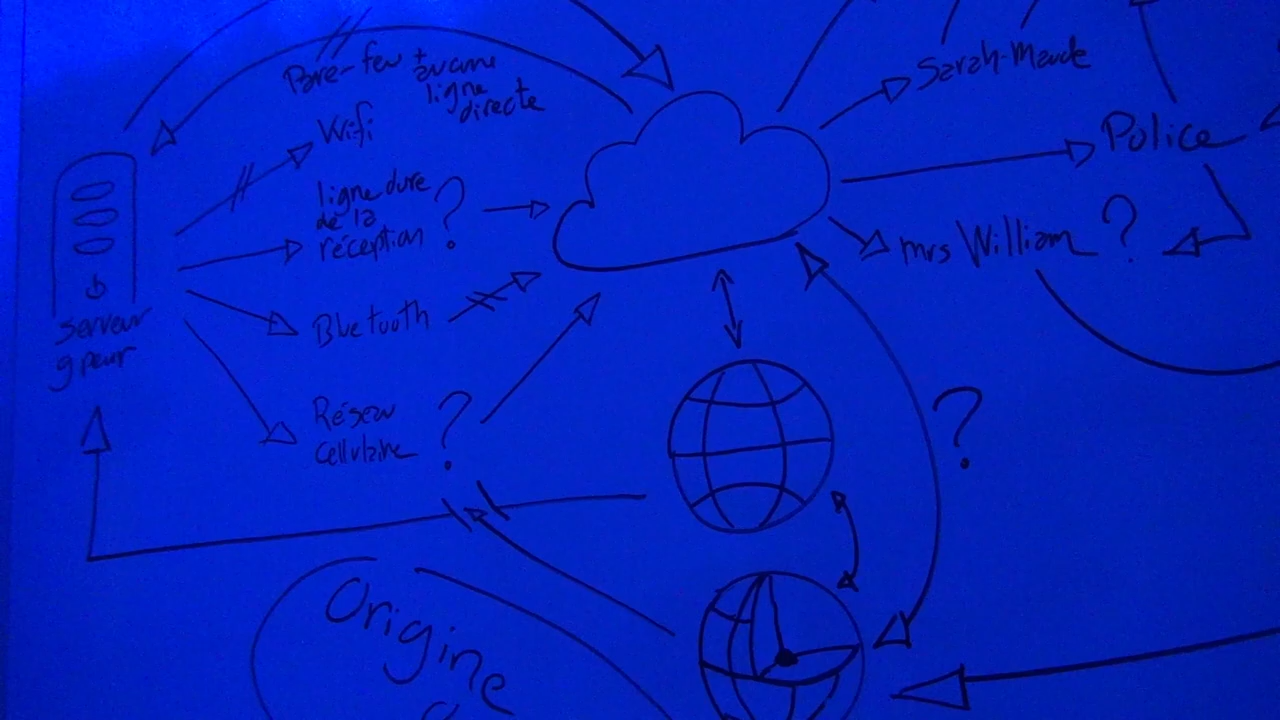 Pare-feu +
aucune
ligne
directe
Sarah-Maude
Wifi
Police
ligne dure
de la
réception ?
mrs William ?
Bluetooth
serveur
gpeur
Réseau
cellulaire ?
?
Origine